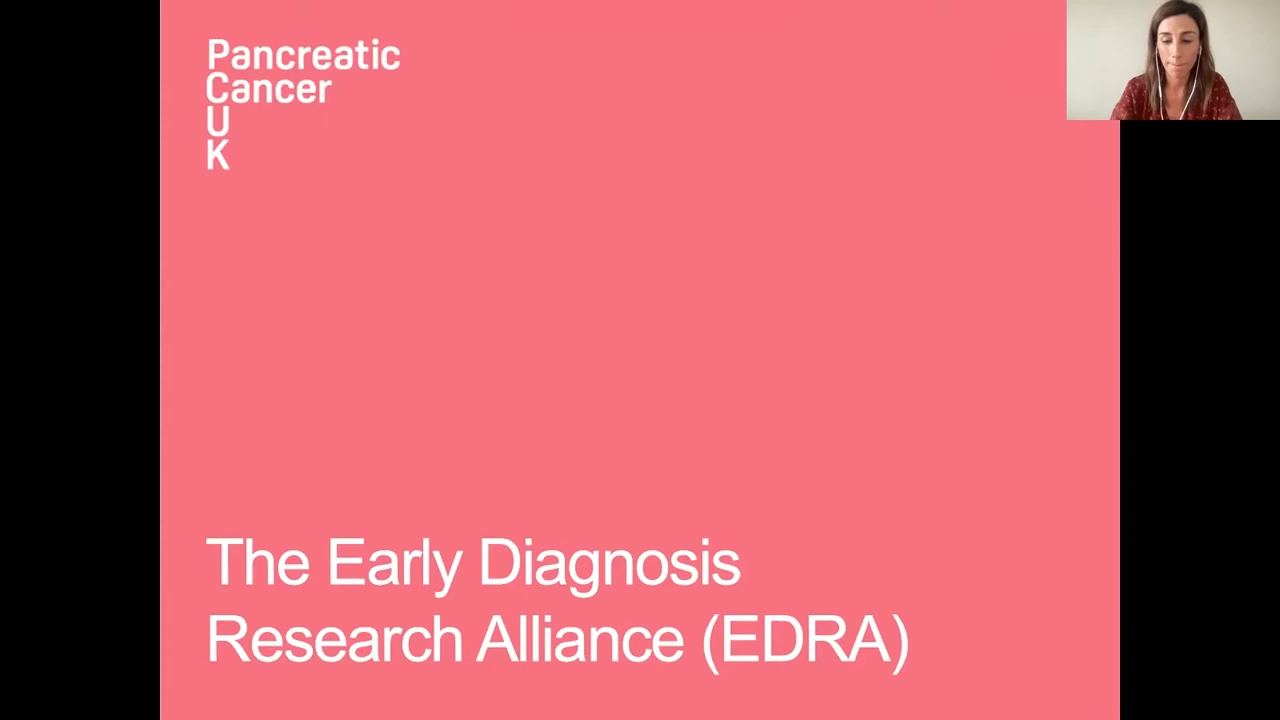 Pancreatic
Cancer
U
K
The Early Diagnosis
Research Alliance (EDRA)